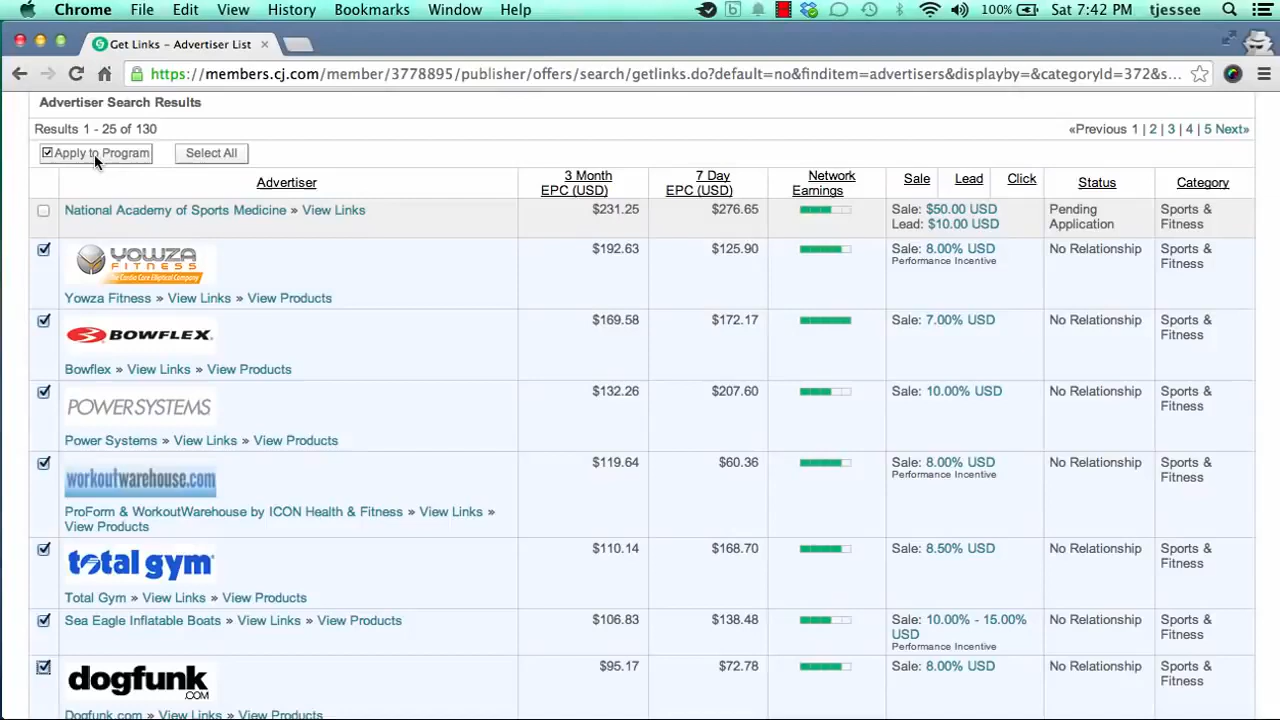 Chrome File Edit View History Bookmarks Window Help 100% Sat 7:42 PM tjessee
Get Links – Advertiser List
https://members.cj.com/member/3778895/publisher/offers/search/getlinks.do?default=no&finditem=advertisers&displayby=&categoryId=372&s...
Advertiser Search Results
Results 1 - 25 of 130 «Previous 1 | 2 | 3 | 4 | 5 Next»
Apply to Program Select All
Advertiser 3 Month EPC (USD) 7 Day EPC (USD) Network Earnings Sale Lead Click Status Category
National Academy of Sports Medicine » View Links $231.25 $276.65 Sale: $50.00 USD Pending Sports &
Lead: $10.00 USD Application Fitness
YOWZA $192.63 $125.90 Sale: 8.00% USD No Relationship Sports &
FITNESS Performance Incentive Fitness
Yowza Fitness » View Links » View Products
BOWFLEX. $169.58 $172.17 Sale: 7.00% USD No Relationship Sports &
Fitness
Bowflex » View Links » View Products
POWER SYSTEMS $132.26 $207.60 Sale: 10.00% USD No Relationship Sports &
Fitness
Power Systems » View Links » View Products
workoutwarehouse.com $119.64 $60.36 Sale: 8.00% USD No Relationship Sports &
Performance Incentive Fitness
ProForm & WorkoutWarehouse by ICON Health & Fitness » View Links »
View Products
total gym $110.14 $168.70 Sale: 8.50% USD No Relationship Sports &
Fitness
Total Gym » View Links » View Products
Sea Eagle Inflatable Boats » View Links » View Products $106.83 $138.48 Sale: 10.00% - 15.00% No Relationship Sports &
USD Fitness
Performance Incentive
dogfunk .COM $95.17 $72.78 Sale: 8.00% USD No Relationship Sports &
Fitness
Dogfunk.com » View Links » View Products